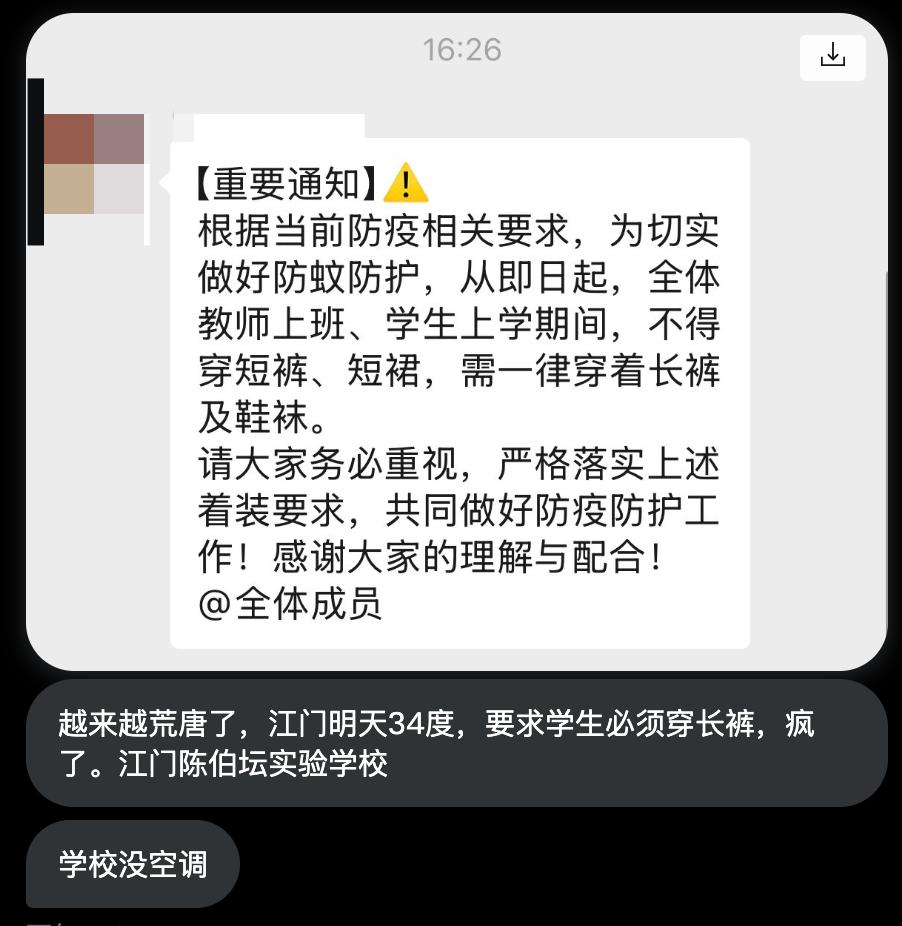 16:26
【重要通知】⚠️
根据当前防疫相关要求，为切实
做好防蚊防护，从即日起，全体
教师上班、学生上学期间，不得
穿短裤、短裙，需一律穿着长裤
及鞋袜。
请大家务必重视，严格落实上述
着装要求，共同做好防疫防护工
作！感谢大家的理解与配合！
@全体成员
越来越荒唐了，江门明天34度，要求学生必须穿长裤，疯
了。江门陈伯坛实验学校
学校没空调